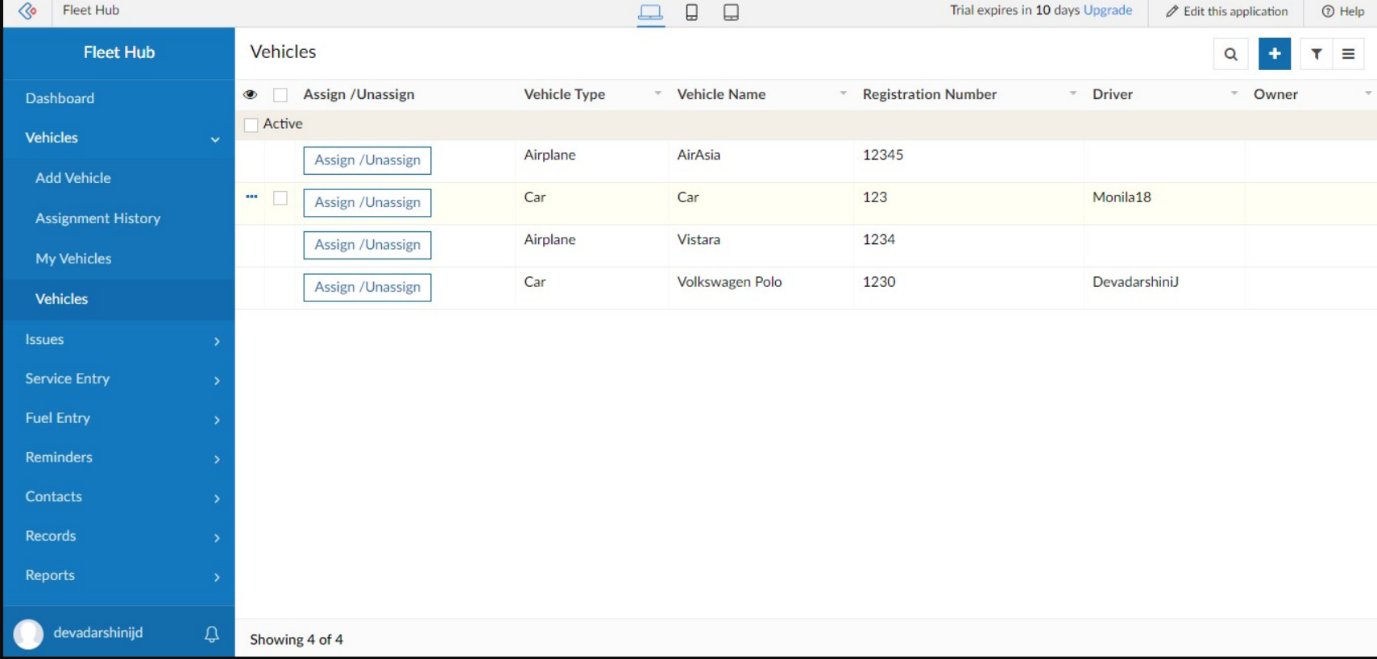 Fleet Hub
Trial expires in 10 days Upgrade
Edit this application
Help
Fleet Hub
Dashboard
Vehicles
Add Vehicle
Assignment History
My Vehicles
Vehicles
Issues
Service Entry
Fuel Entry
Reminders
Contacts
Records
Reports
devadarshinijd
Vehicles
Assign /Unassign Vehicle Type Vehicle Name Registration Number Driver Owner
Active
Assign /Unassign Airplane AirAsia 12345
Assign /Unassign Car Car 123 Monila18
Assign /Unassign Airplane Vistara 1234
Assign /Unassign Car Volkswagen Polo 1230 DevadarshiniJ
Showing 4 of 4